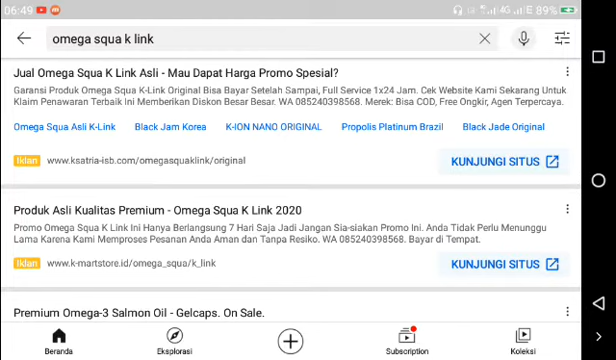 06:49 4G E 89%
omega squa k link
Jual Omega Squa K Link Asli - Mau Dapat Harga Promo Spesial?
Garansi Produk Omega Squa K-Link Original Bisa Bayar Setelah Sampai, Full Service 1x24 Jam. Cek Website Kami Sekarang Untuk
Klaim Penawaran Terbaik Ini Memberikan Diskon Besar Besar. WA 085240398568. Merek: Bisa COD, Free Ongkir, Agen Terpercaya.
Omega Squa Asli K-Link Black Jam Korea K-ION NANO ORIGINAL Propolis Platinum Brazil Black Jade Original
Iklan www.ksatria-isb.com/omegasquaklink/original KUNJUNGI SITUS
Produk Asli Kualitas Premium - Omega Squa K Link 2020
Promo Omega Squa K Link Ini Hanya Berlangsung 7 Hari Saja Jadi Jangan Sia-siakan Promo Ini. Anda Tidak Perlu Menunggu
Lama Karena Kami Memproses Pesanan Anda Aman dan Tanpa Resiko. WA 085240398568. Bayar di Tempat.
Iklan www.k-martstore.id/omega_squa/k_link KUNJUNGI SITUS
Premium Omega-3 Salmon Oil - Gelcaps. On Sale.
Beranda Eksplorasi Subscription Koleksi